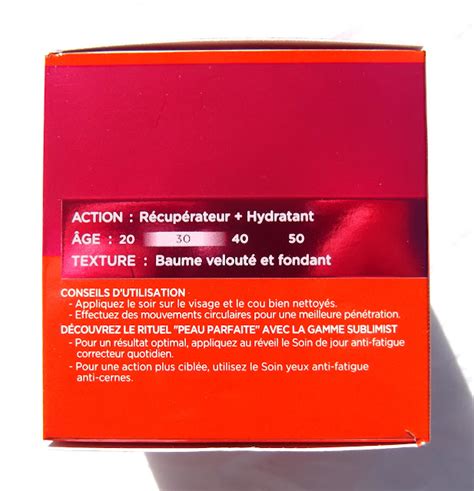 ACTION : Récupérateur + Hydratant
ÂGE : 20 30 40 50
TEXTURE : Baume velouté et fondant
CONSEILS D'UTILISATION
- Appliquez le soir sur le visage et le cou bien nettoyés.
- Effectuez des mouvements circulaires pour une meilleure pénétration.
DÉCOUVREZ LE RITUEL "PEAU PARFAITE" AVEC LA GAMME SUBLIMIST
- Pour un résultat optimal, appliquez au réveil le Soin de jour anti-fatigue
correcteur quotidien.
- Pour une action plus ciblée, utilisez le Soin yeux anti-fatigue
anti-cernes.